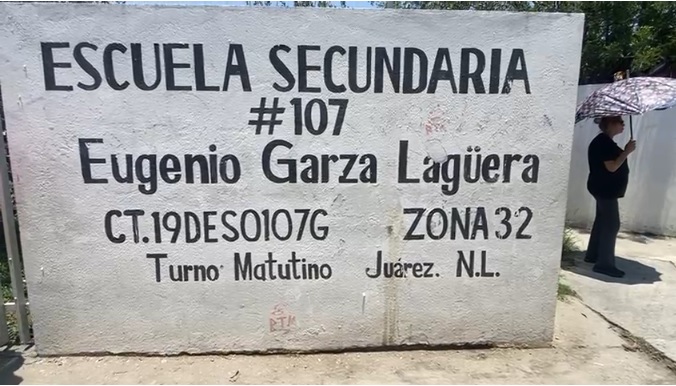 ESCUELA SECUNDARIA
#107
Eugenio Garza Lagüera
CT.19DES0107G ZONA 32
Turno Matutino Juárez. N.L.